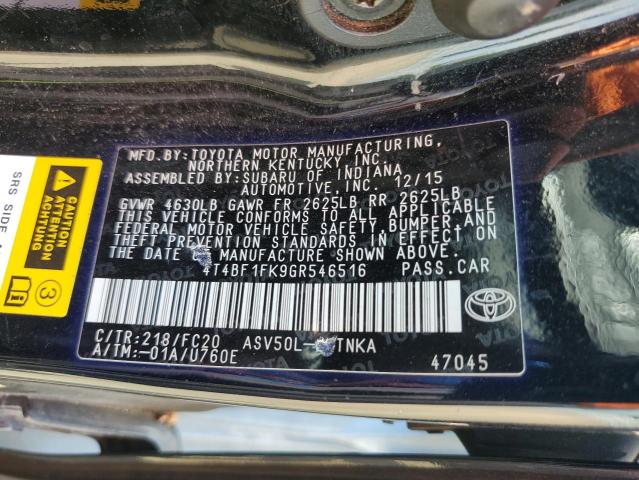 MFD.BY:TOYOTA MOTOR MANUFACTURING,
NORTHERN KENTUCKY,INC.
ASSEMBLED BY:SUBARU OF INDIANA
AUTOMOTIVE,INC. 12/15
GVWR 4630LB GAWR FR 2625LB RR 2625LB
THIS VEHICLE CONFORMS TO ALL APPLICABLE
FEDERAL MOTOR VEHICLE SAFETY,BUMPER,AND
THEFT PREVENTION STANDARDS IN EFFECT ON
THE DATE MANUFACTURE SHOWN ABOVE.
4T4BF1FK9GR546516 PASS.CAR
C/TR:218/FC20 ASV50L- TNKA
A/TM:-01A/U760E 47045
TOYOTA
SRS SIDE
CAUTION
ATTENTION
ACHTUNG
3